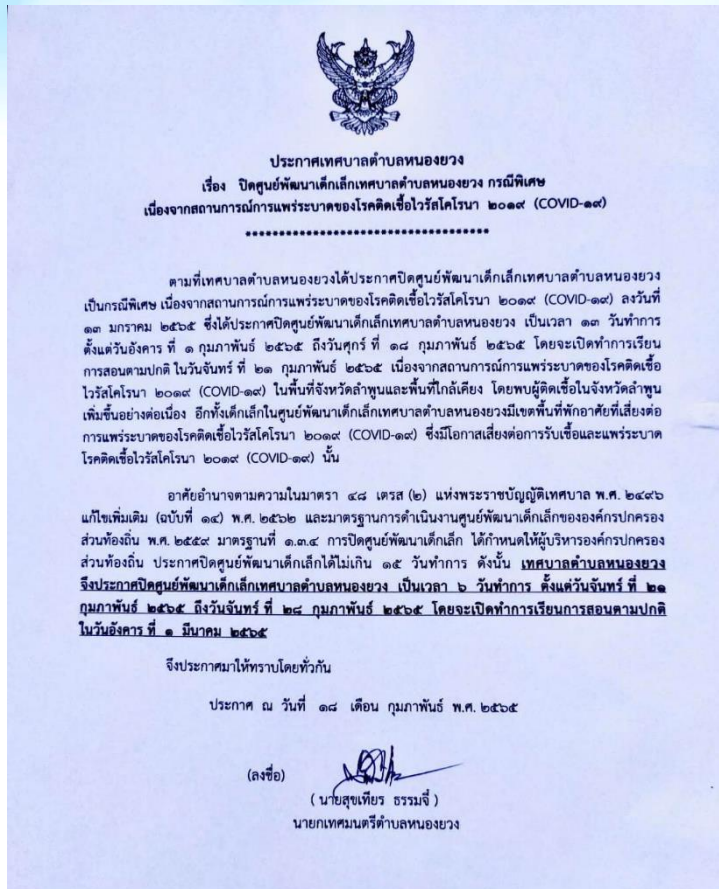 ประกาศเทศบาลตำบลหนองยวง
เรื่อง ปิดศูนย์พัฒนาเด็กเล็กเทศบาลตำบลหนองยวง กรณีพิเศษ
เนื่องจากสถานการณ์การแพร่ระบาดของโรคติดเชื้อไวรัสโคโรนา ๒๐๑๙ (COVID-๑๙)
************************************
ตามที่เทศบาลตำบลหนองยวงได้ประกาศปิดศูนย์พัฒนาเด็กเล็กเทศบาลตำบลหนองยวง
เป็นกรณีพิเศษ เนื่องจากสถานการณ์การแพร่ระบาดของโรคติดเชื้อไวรัสโคโรนา ๒๐๑๙ (COVID-๑๙) ลงวันที่
๑๓ มกราคม ๒๕๖๕ ซึ่งได้ประกาศปิดศูนย์พัฒนาเด็กเล็กเทศบาลตำบลหนองยวง เป็นเวลา ๑๓ วันทำการ
ตั้งแต่วันอังคาร ที่ ๑ กุมภาพันธ์ ๒๕๖๕ ถึงวันศุกร์ ที่ ๑๘ กุมภาพันธ์ ๒๕๖๕ โดยจะเปิดทำการเรียน
การสอนตามปกติ ในวันจันทร์ ที่ ๒๑ กุมภาพันธ์ ๒๕๖๕ เนื่องจากสถานการณ์การแพร่ระบาดของโรคติดเชื้อ
ไวรัสโคโรนา ๒๐๑๙ (COVID-๑๙) ในพื้นที่จังหวัดลำพูนและพื้นที่ใกล้เคียง โดยพบผู้ติดเชื้อในจังหวัดลำพูน
เพิ่มขึ้นอย่างต่อเนื่อง อีกทั้งเด็กเล็กในศูนย์พัฒนาเด็กเล็กเทศบาลตำบลหนองยวงมีเขตพื้นที่พักอาศัยที่เสี่ยงต่อ
การแพร่ระบาดของโรคติดเชื้อไวรัสโคโรนา ๒๐๑๙ (COVID-๑๙) ซึ่งมีโอกาสเสี่ยงต่อการรับเชื้อและแพร่ระบาด
โรคติดเชื้อไวรัสโคโรนา ๒๐๑๙ (COVID-๑๙) นั้น
อาศัยอำนาจตามความในมาตรา ๔๘ เตรส (๒) แห่งพระราชบัญญัติเทศบาล พ.ศ. ๒๔๙๖
แก้ไขเพิ่มเติม (ฉบับที่ ๑๔) พ.ศ. ๒๕๖๒ และมาตรฐานการดำเนินงานศูนย์พัฒนาเด็กเล็กขององค์กรปกครอง
ส่วนท้องถิ่น พ.ศ. ๒๕๕๙ มาตรฐานที่ ๑.๓.๔ การปิดศูนย์พัฒนาเด็กเล็ก ได้กำหนดให้ผู้บริหารองค์กรปกครอง
ส่วนท้องถิ่น ประกาศปิดศูนย์พัฒนาเด็กเล็กได้ไม่เกิน ๑๕ วันทำการ ดังนั้น เทศบาลตำบลหนองยวง
จึงประกาศปิดศูนย์พัฒนาเด็กเล็กเทศบาลตำบลหนองยวง เป็นเวลา ๖ วันทำการ ตั้งแต่วันจันทร์ ที่ ๒๑
กุมภาพันธ์ ๒๕๖๕ ถึงวันจันทร์ ที่ ๒๘ กุมภาพันธ์ ๒๕๖๕ โดยจะเปิดทำการเรียนการสอนตามปกติ
ในวันอังคาร ที่ ๑ มีนาคม ๒๕๖๕
จึงประกาศมาให้ทราบโดยทั่วกัน
ประกาศ ณ วันที่ ๑๘ เดือน กุมภาพันธ์ พ.ศ. ๒๕๖๕
(ลงชื่อ)
( นายสุขเทียร ธรรมจี้ )
นายกเทศมนตรีตำบลหนองยวง